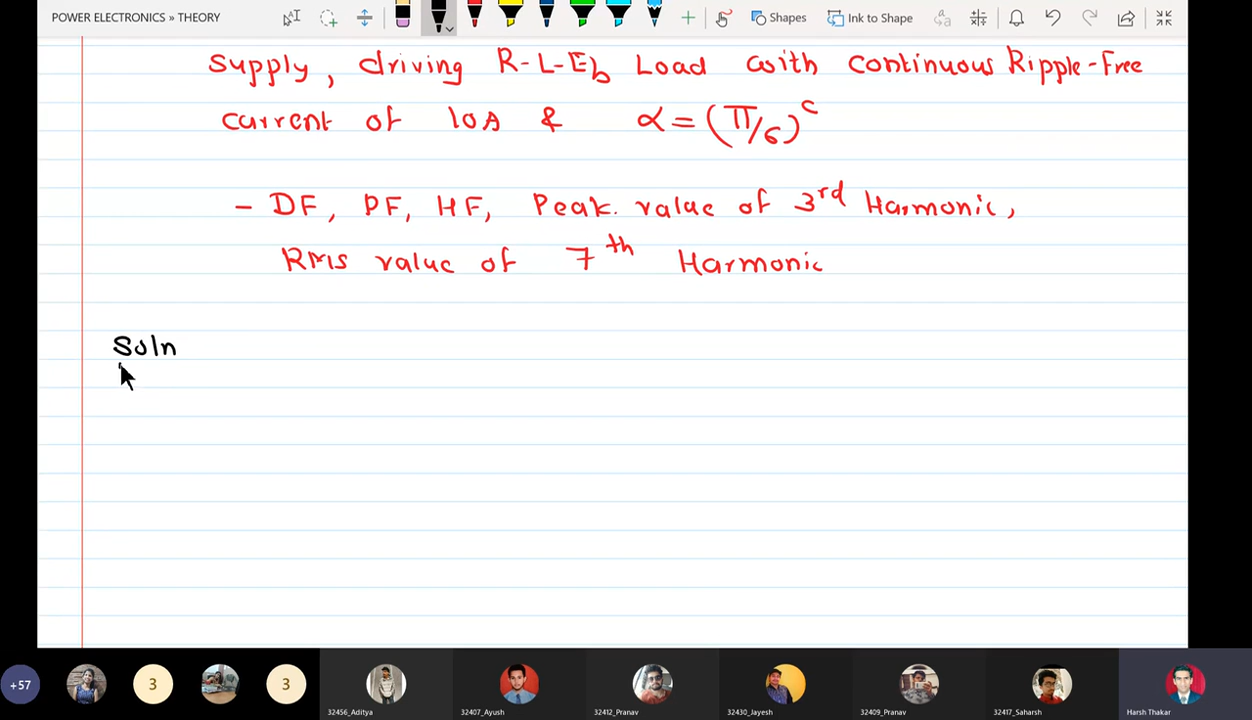 POWER ELECTRONICS » THEORY
Shapes
Ink to Shape
Supply, driving R-L-Eb Load with continuous Ripple-Free
current of 10A & α = (π/6)ᶜ
- DF, PF, HF, Peak. value of 3rd Harmonic,
RMS value of 7th Harmonic
Soln
+57
3
3
32456_Aditya
32407_Ayush
32412_Pranav
32430_Jayesh
32409_Pranav
32417_Saharsh
Harsh Thakar